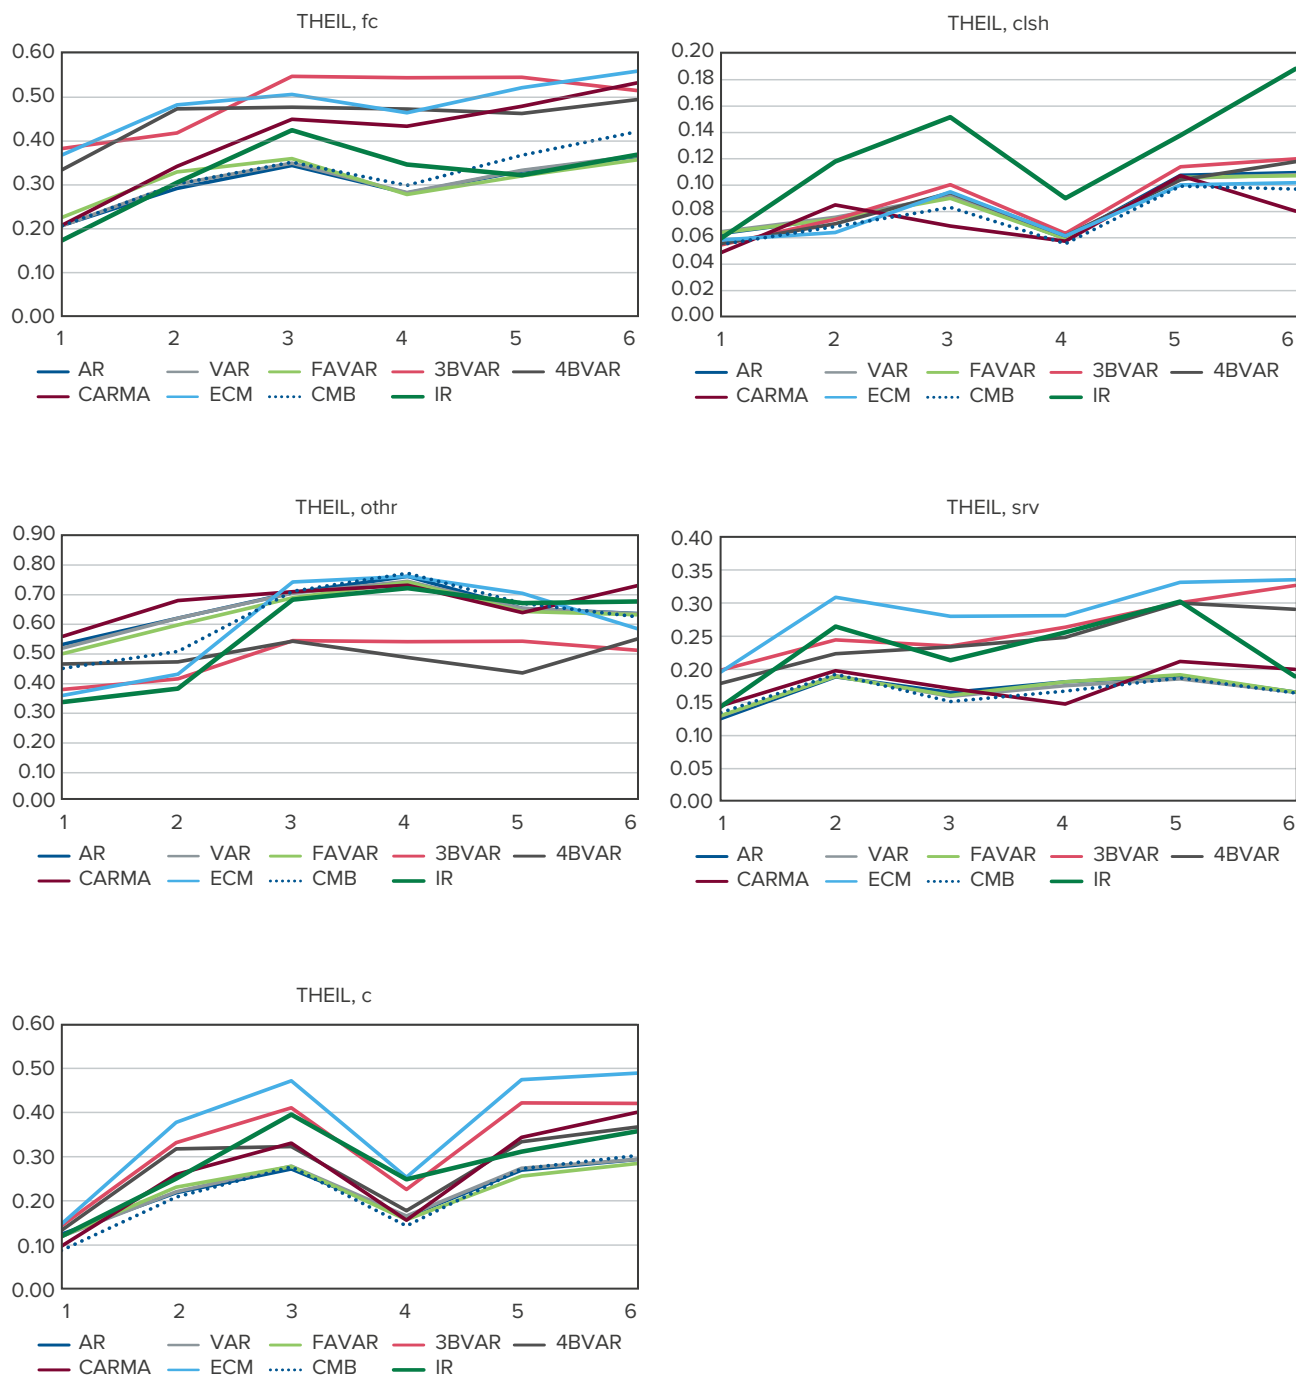 THEIL, fc
0.60
0.50
0.40
0.30
0.20
0.10
0.00
1 2 3 4 5 6
AR VAR FAVAR 3BVAR 4BVAR
CARMA ECM CMB IR
THEIL, clsh
0.20
0.18
0.16
0.14
0.12
0.10
0.08
0.06
0.04
0.02
0.00
1 2 3 4 5 6
AR VAR FAVAR 3BVAR 4BVAR
CARMA ECM CMB IR
THEIL, othr
0.90
0.80
0.70
0.60
0.50
0.40
0.30
0.20
0.10
0.00
1 2 3 4 5 6
AR VAR FAVAR 3BVAR 4BVAR
CARMA ECM CMB IR
THEIL, srv
0.40
0.35
0.30
0.25
0.20
0.15
0.10
0.05
0.00
1 2 3 4 5 6
AR VAR FAVAR 3BVAR 4BVAR
CARMA ECM CMB IR
THEIL, c
0.60
0.50
0.40
0.30
0.20
0.10
0.00
1 2 3 4 5 6
AR VAR FAVAR 3BVAR 4BVAR
CARMA ECM CMB IR